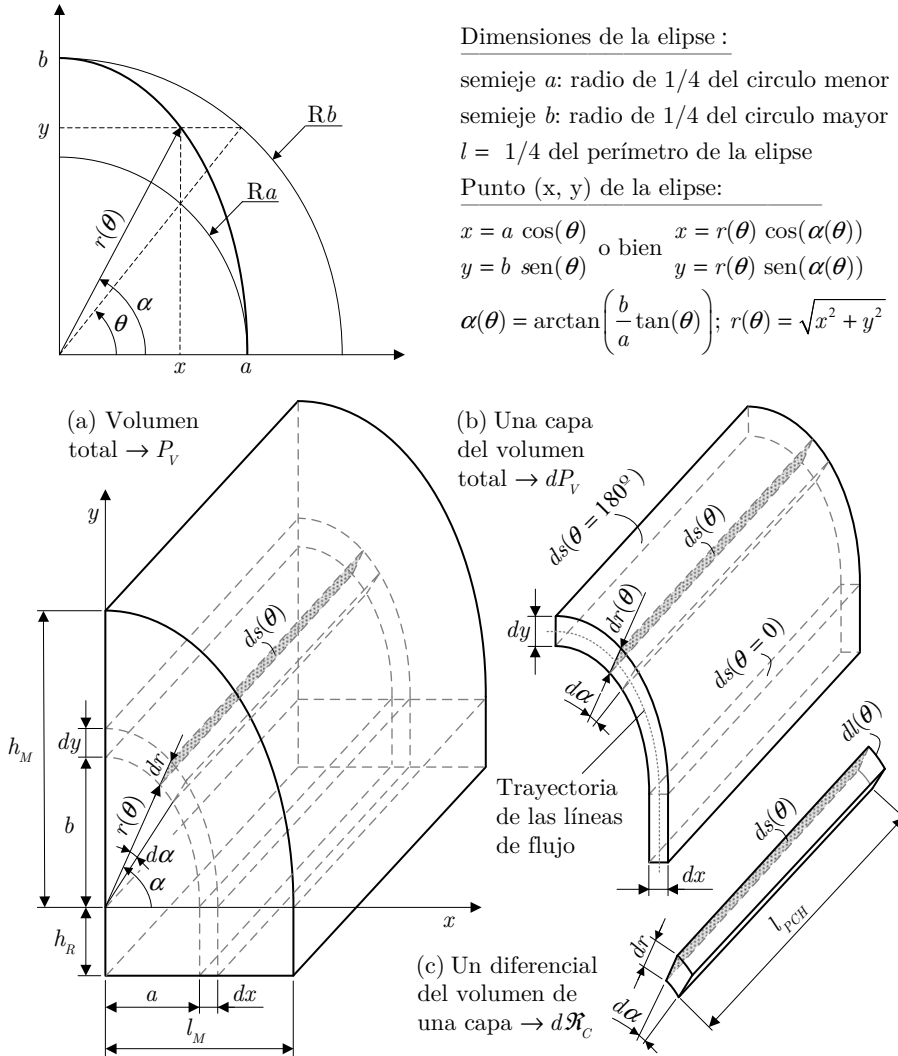 b
y
Rb
Ra
r(θ)
α
θ
x
a
Dimensiones de la elipse :
semieje a: radio de 1/4 del circulo menor
semieje b: radio de 1/4 del circulo mayor
l = 1/4 del perímetro de la elipse
Punto (x, y) de la elipse:
x = a cos(θ) o bien x = r(θ) cos(α(θ))
y = b sen(θ) y = r(θ) sen(α(θ))
α(θ) = arctan(b/a tan(θ)); r(θ) = √(x² + y²)
(a) Volumen
total → P_V
y
ds(θ)
h_M
dy
dr
b
r(θ)
dα
α
x
h_R
a
dx
l_M
(b) Una capa
del volumen
total → dP_V
ds(θ = 180º)
ds(θ)
dr(θ)
dy
ds(θ = 0)
dα
Trayectoria
de las líneas
de flujo
dx
dl(θ)
ds(θ)
l_PCH
dr
dα
(c) Un diferencial
del volumen de
una capa → dℜ_C